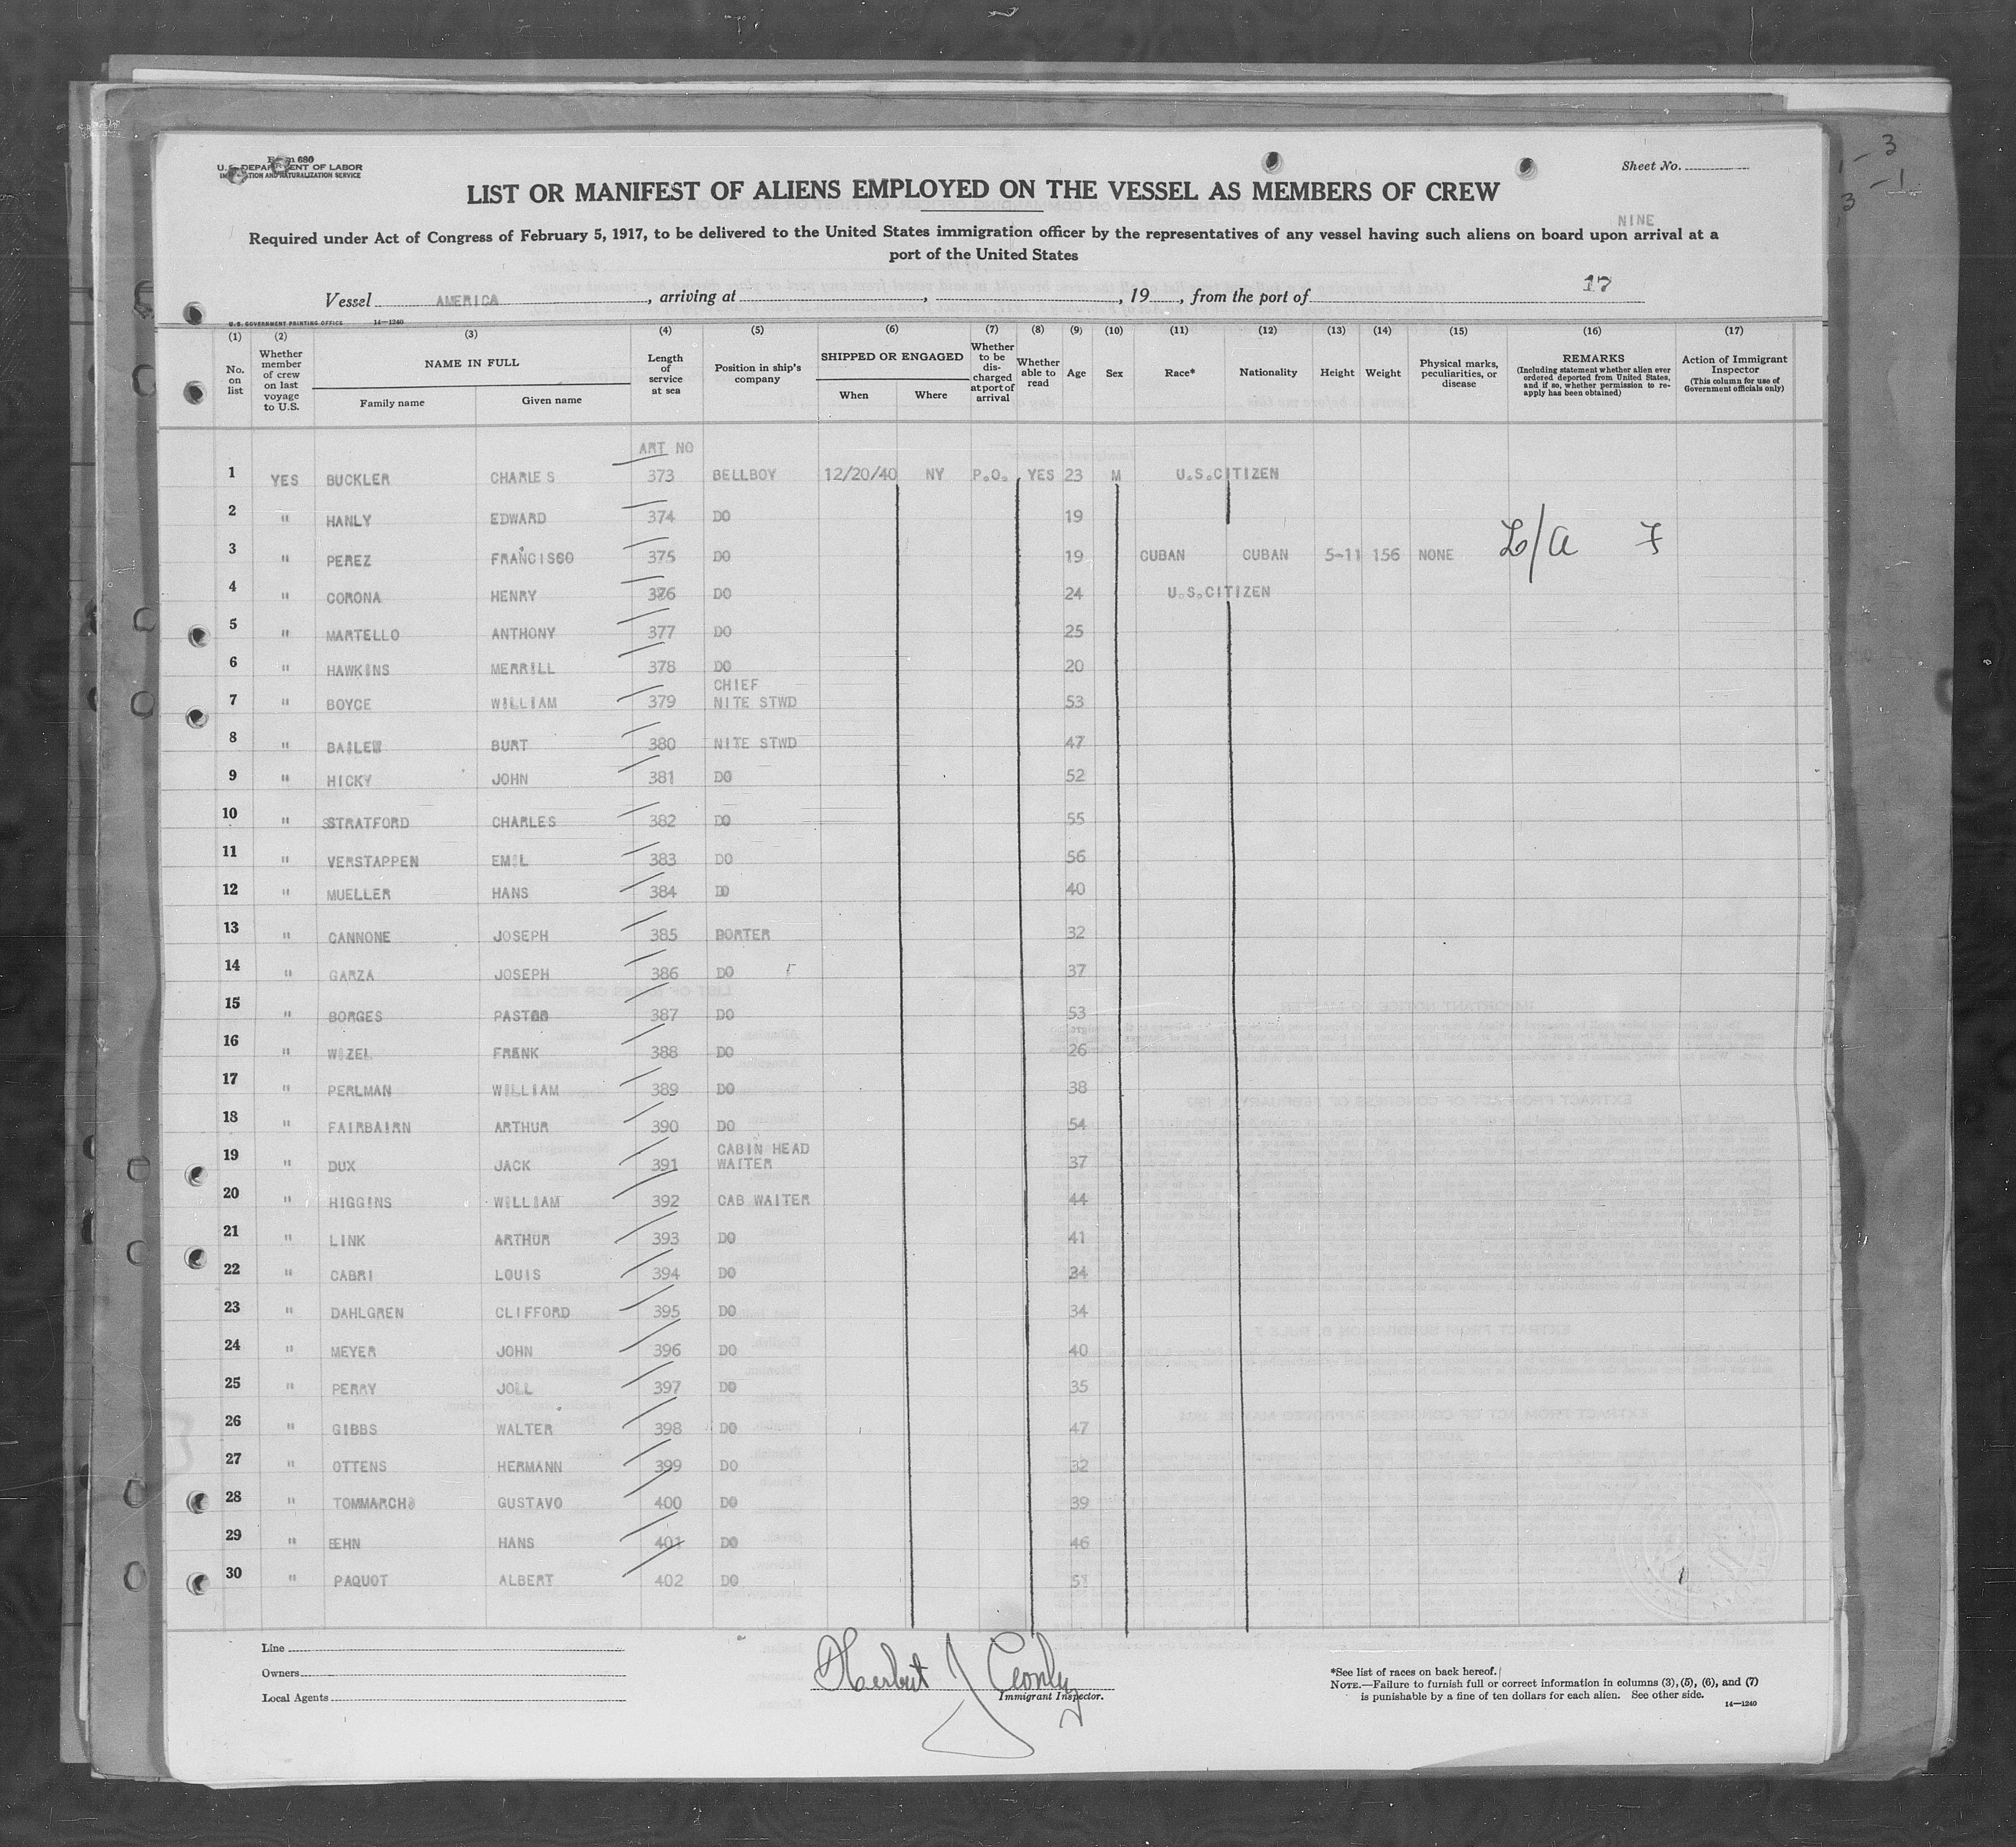 Form 680
U. S. DEPARTMENT OF LABOR
IMMIGRATION AND NATURALIZATION SERVICE
Sheet No.
LIST OR MANIFEST OF ALIENS EMPLOYED ON THE VESSEL AS MEMBERS OF CREW
NINE
Required under Act of Congress of February 5, 1917, to be delivered to the United States immigration officer by the representatives of any vessel having such aliens on board upon arrival at a
port of the United States
Vessel AMERICA, arriving at , , 19 , from the port of 17
U. S. GOVERNMENT PRINTING OFFICE 14—1240
(1) (2) (3) (4) (5) (6) (7) (8) (9) (10) (11) (12) (13) (14) (15) (16) (17)
No. on list
Whether member of crew on last voyage to U.S.
NAME IN FULL
Family name Given name
Length of service at sea
Position in ship's company
SHIPPED OR ENGAGED
When Where
Whether to be discharged at port of arrival
Whether able to read
Age
Sex
Race*
Nationality
Height
Weight
Physical marks, peculiarities, or disease
REMARKS
(Including statement whether alien ever ordered deported from United States, and if so, whether permission to reapply has been obtained)
Action of Immigrant Inspector
(This column for use of Government officials only)
ART NO
1 YES BUCKLER CHARLES 373 BELLBOY 12/20/40 NY P.O. YES 23 M U.S.CITIZEN
2 " HANLY EDWARD 374 DO 19
3 " PEREZ FRANCISCO 375 DO 19 CUBAN CUBAN 5-11 156 NONE
4 " CORONA HENRY 376 DO 24 U.S.CITIZEN
5 " MARTELLO ANTHONY 377 DO 25
6 " HAWKINS MERRILL 378 DO 20
7 " BOYCE WILLIAM 379 CHIEF NITE STWD 53
8 " BAILEY BURT 380 NITE STWD 47
9 " HICKY JOHN 381 DO 52
10 " STRATFORD CHARLES 382 DO 55
11 " VERSTAPPEN EMIL 383 DO 56
12 " MUELLER HANS 384 DO 40
13 " CANNONE JOSEPH 385 PORTER 32
14 " GARZA JOSEPH 386 DO 37
15 " BORGES PASTOR 387 DO 53
16 " WIZEL FRANK 388 DO 26
17 " PERLMAN WILLIAM 389 DO 38
18 " FAIRBAIRN ARTHUR 390 DO 54
19 " DUX JACK 391 CABIN HEAD WAITER 37
20 " HIGGINS WILLIAM 392 CAB WAITER 44
21 " LINK ARTHUR 393 DO 41
22 " CABRI LOUIS 394 DO 34
23 " DAHLGREN CLIFFORD 395 DO 34
24 " MEYER JOHN 396 DO 40
25 " PERRY JOLL 397 DO 35
26 " GIBBS WALTER 398 DO 47
27 " OTTENS HERMANN 399 DO 32
28 " TOMMARCHI GUSTAVO 400 DO 39
29 " EHN HANS 401 DO 46
30 " PAQUOT ALBERT 402 DO 51
Line
Owners
Local Agents
Herbert J
Immigrant Inspector.
*See list of races on back hereof.
NOTE.—Failure to furnish full or correct information in columns (3), (5), (6), and (7)
is punishable by a fine of ten dollars for each alien. See other side.
14—1240